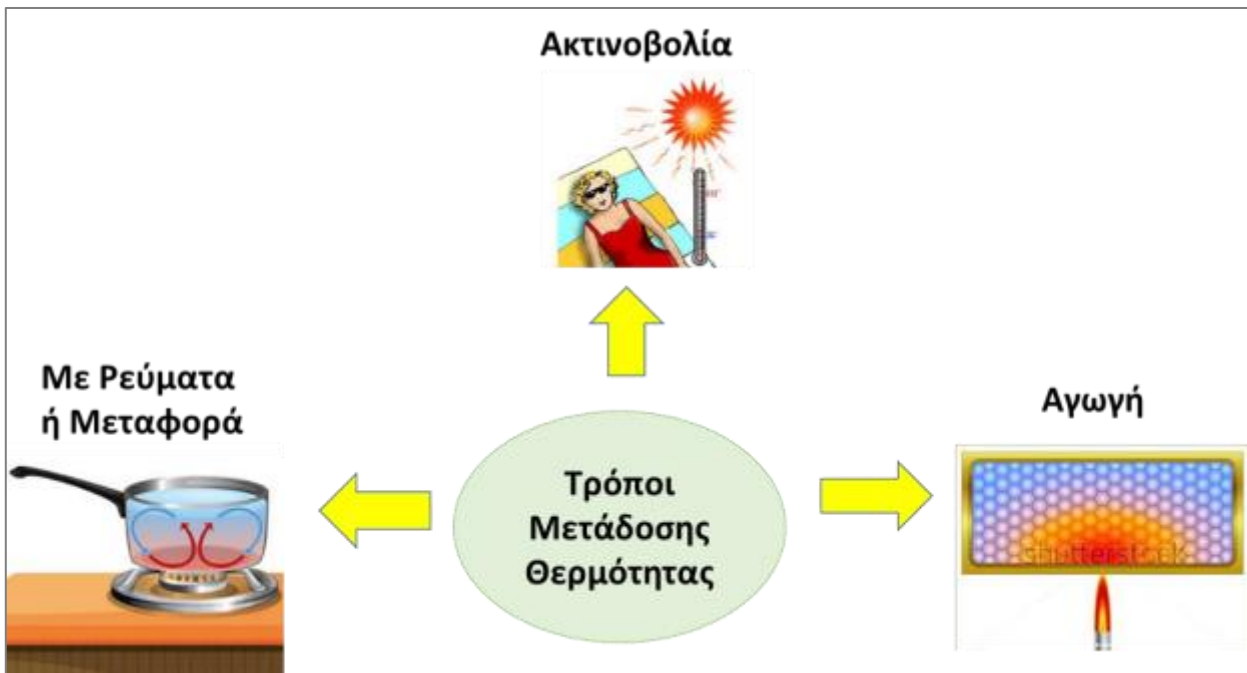 Ακτινοβολία
Με Ρεύματα
ή Μεταφορά
Αγωγή
Τρόποι
Μετάδοσης
Θερμότητας
shutterstock